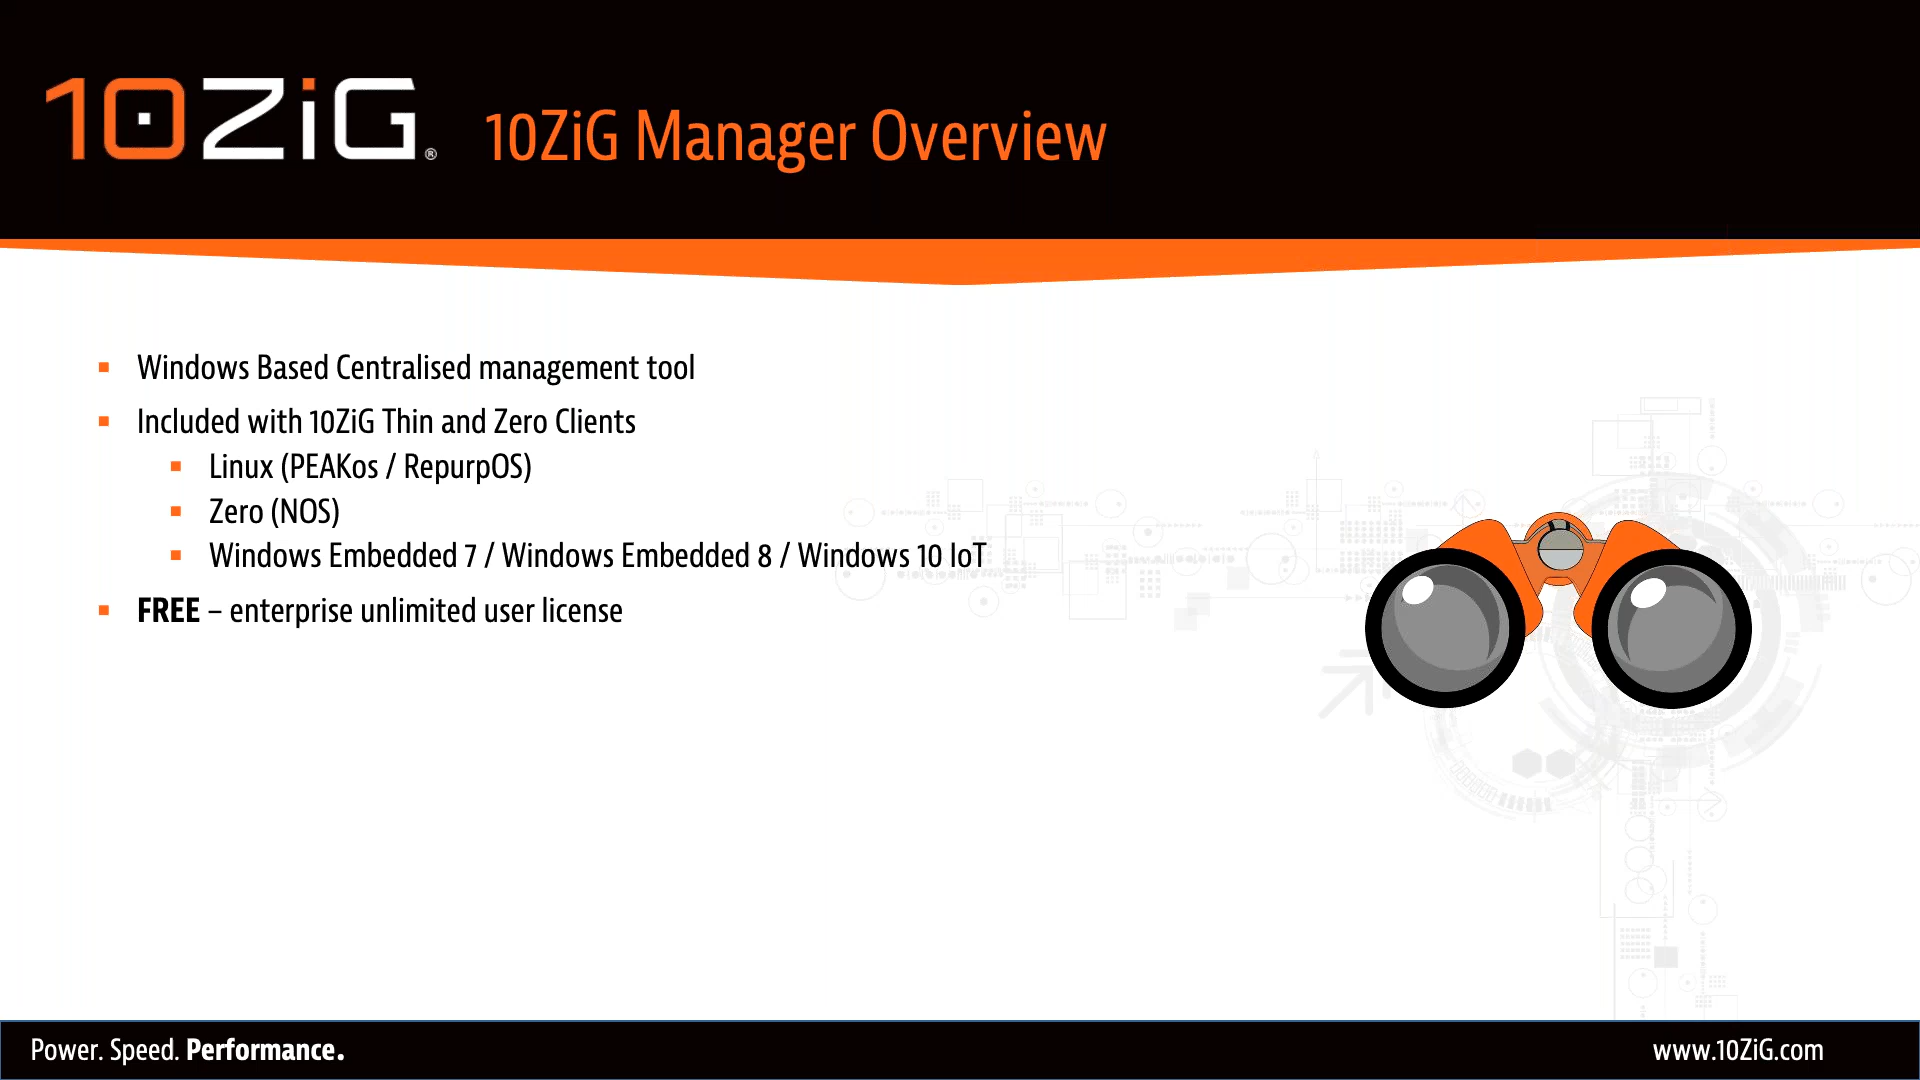 10ZiG®
10ZiG Manager Overview
Windows Based Centralised management tool
Included with 10ZiG Thin and Zero Clients
Linux (PEAKos / RepurpOS)
Zero (NOS)
Windows Embedded 7 / Windows Embedded 8 / Windows 10 IoT
FREE – enterprise unlimited user license
Power. Speed. Performance.
www.10ZiG.com